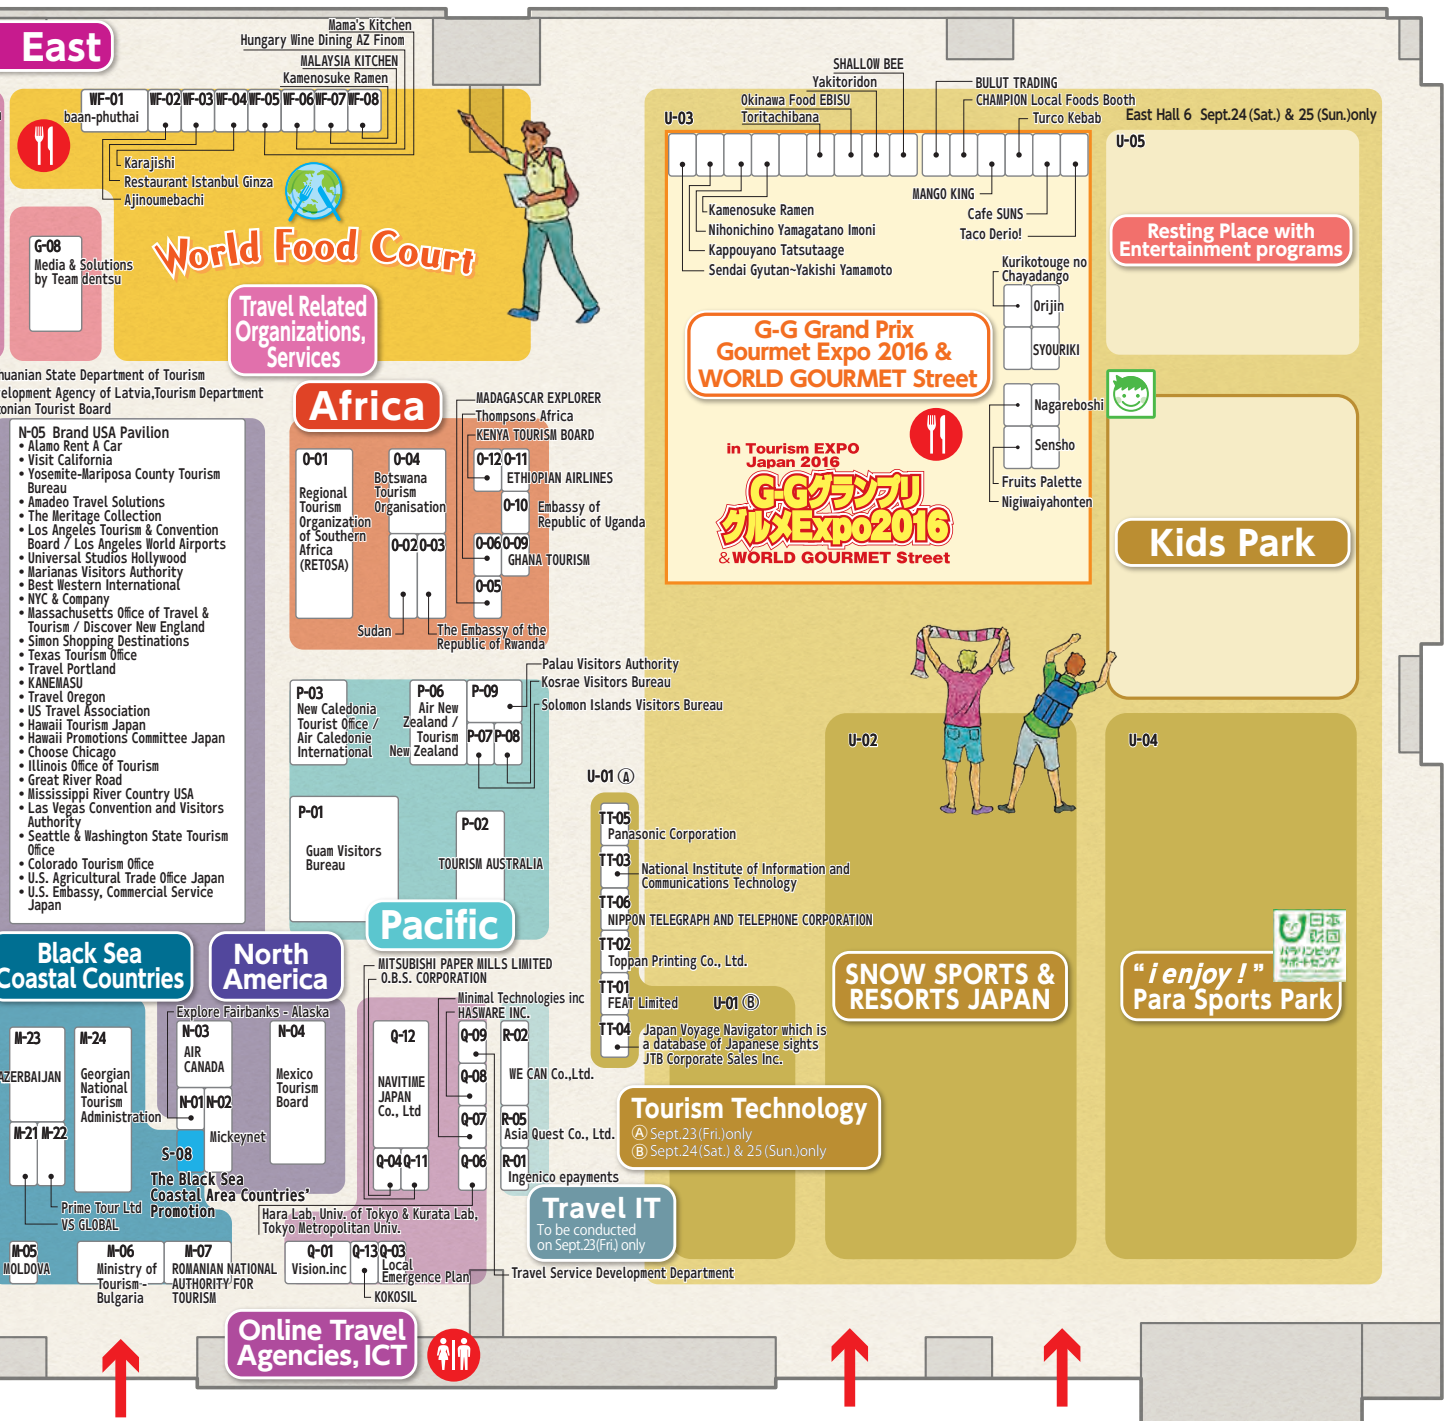 East
Mama's Kitchen
Hungary Wine Dining AZ Finom
MALAYSIA KITCHEN
Kamenosuke Ramen
WF-01
baan-phuthai
WF-02
WF-03
WF-04
WF-05
WF-06
WF-07
WF-08
Karajishi
Restaurant Istanbul Ginza
Ajinoumebachi
World Food Court
G-08
Media & Solutions
by Team dentsu
Travel Related
Organizations,
Services
SHALLOW BEE
Yakitoridon
Okinawa Food EBISU
Toritachibana
U-03
BULUT TRADING
CHAMPION Local Foods Booth
Turco Kebab
MANGO KING
Cafe SUNS
Taco Derio!
Kamenosuke Ramen
Nihonichino Yamagatano Imoni
Kappouyano Tatsutaage
Sendai Gyutan~Yakishi Yamamoto
Kurikotouge no
Chayadango
Orijin
SYOURIKI
Nagareboshi
Sensho
Fruits Palette
Nigiwaiyahonten
G-G Grand Prix
Gourmet Expo 2016 &
WORLD GOURMET Street
in Tourism EXPO
Japan 2016
G-Gグランプリ
グルメExpo2016
& WORLD GOURMET Street
East Hall 6 Sept.24 (Sat.) & 25 (Sun.)only
U-05
Resting Place with
Entertainment programs
Kids Park
huanian State Department of Tourism
elopment Agency of Latvia,Tourism Department
onian Tourist Board
N-05 Brand USA Pavilion
• Alamo Rent A Car
• Visit California
• Yosemite-Mariposa County Tourism
Bureau
• Amadeo Travel Solutions
• The Meritage Collection
• Los Angeles Tourism & Convention
Board / Los Angeles World Airports
• Universal Studios Hollywood
• Marianas Visitors Authority
• Best Western International
• NYC & Company
• Massachusetts Office of Travel &
Tourism / Discover New England
• Simon Shopping Destinations
• Texas Tourism Office
• Travel Portland
• KANEMASU
• Travel Oregon
• US Travel Association
• Hawaii Tourism Japan
• Hawaii Promotions Committee Japan
• Choose Chicago
• Illinois Office of Tourism
• Great River Road
• Mississippi River Country USA
• Las Vegas Convention and Visitors
Authority
• Seattle & Washington State Tourism
Office
• Colorado Tourism Office
• U.S. Agricultural Trade Office Japan
• U.S. Embassy, Commercial Service
Japan
Africa
O-01
Regional
Tourism
Organization
of Southern
Africa
(RETOSA)
O-04
Botswana
Tourism
Organisation
O-02
O-03
Sudan
The Embassy of the
Republic of Rwanda
MADAGASCAR EXPLORER
Thompsons Africa
KENYA TOURISM BOARD
O-12
O-11
ETHIOPIAN AIRLINES
O-10
Embassy of
Republic of Uganda
O-06
O-09
GHANA TOURISM
O-05
Palau Visitors Authority
Kosrae Visitors Bureau
Solomon Islands Visitors Bureau
P-03
New Caledonia
Tourist Ofice /
Air Caledonie
International
P-06
Air New
Zealand /
Tourism
New Zealand
P-09
P-07
P-08
P-01
Guam Visitors
Bureau
P-02
TOURISM AUSTRALIA
Pacific
U-01 Ⓐ
TT-05
Panasonic Corporation
TT-03
National Institute of Information and
Communications Technology
TT-06
NIPPON TELEGRAPH AND TELEPHONE CORPORATION
TT-02
Toppan Printing Co., Ltd.
TT-01
FEAT Limited
U-01 Ⓑ
TT-04
Japan Voyage Navigator which is
a database of Japanese sights
JTB Corporate Sales Inc.
Tourism Technology
Ⓐ Sept.23(Fri.)only
Ⓑ Sept.24(Sat.) & 25(Sun.)only
U-02
SNOW SPORTS &
RESORTS JAPAN
U-04
日本
財団
パラリンピック
サポートセンター
“i enjoy !”
Para Sports Park
Black Sea
Coastal Countries
North
America
M-23
AZERBAIJAN
M-24
Georgian
National
Tourism
Administration
M-21
M-22
Prime Tour Ltd
VS GLOBAL
Explore Fairbanks - Alaska
N-03
AIR
CANADA
N-04
Mexico
Tourism
Board
N-01
N-02
Mickeynet
S-08
The Black Sea
Coastal Area Countries'
Promotion
M-05
MOLDOVA
M-06
Ministry of
Tourism -
Bulgaria
M-07
ROMANIAN NATIONAL
AUTHORITY FOR
TOURISM
MITSUBISHI PAPER MILLS LIMITED
O.B.S. CORPORATION
Minimal Technologies inc
HASWARE INC.
Q-12
NAVITIME
JAPAN
Co., Ltd
Q-09
Q-08
Q-07
Q-06
Q-04
Q-11
R-02
WE CAN Co.,Ltd.
R-05
Asia Quest Co., Ltd.
R-01
Ingenico epayments
Hara Lab, Univ. of Tokyo & Kurata Lab,
Tokyo Metropolitan Univ.
Q-01
Vision.inc
Q-13
Q-03
Local
Emergence Plan
KOKOSIL
Travel Service Development Department
Travel IT
To be conducted
on Sept.23(Fri.) only
Online Travel
Agencies, ICT